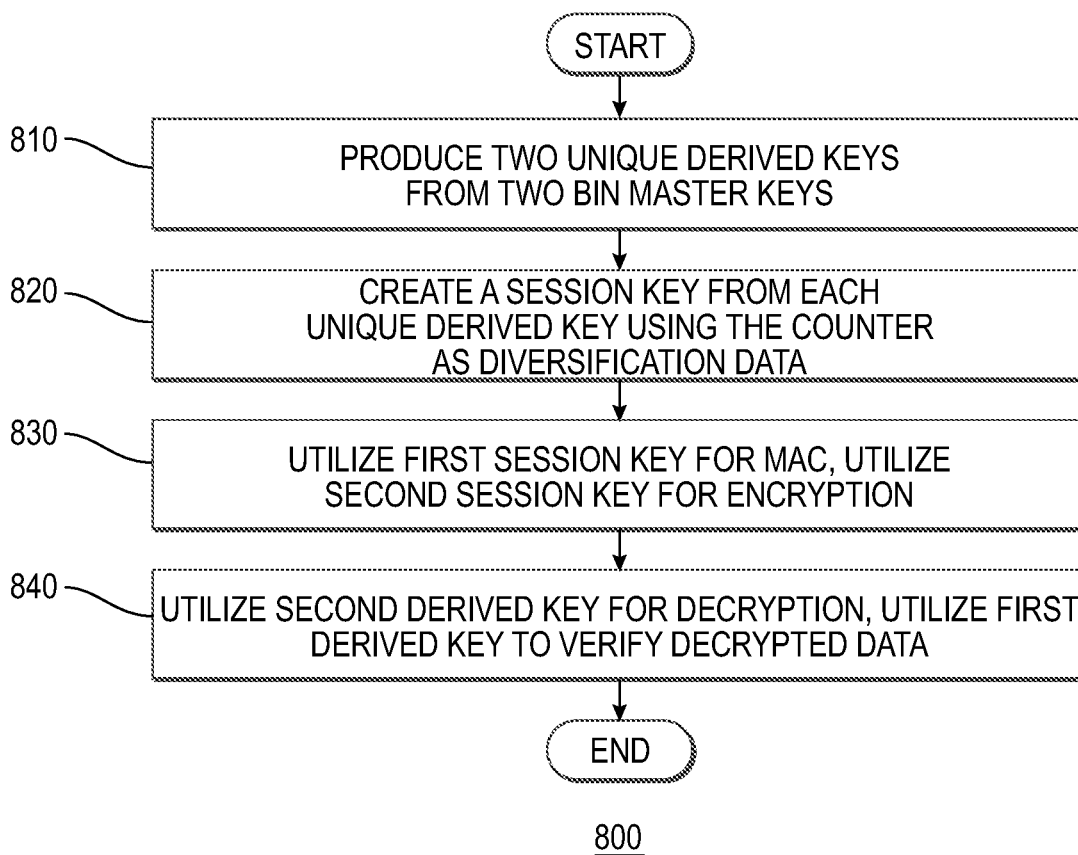 START
810
PRODUCE TWO UNIQUE DERIVED KEYS
FROM TWO BIN MASTER KEYS.
820
CREATE A SESSION KEY FROM EACH
UNIQUE DERIVED KEY USING THE COUNTER
AS DIVERSIFICATION DATA
830
UTILIZE FIRST SESSION KEY FOR MAC, UTILIZE
SECOND SESSION KEY FOR ENCRYPTION
840
UTILIZE SECOND DERIVED KEY FOR DECRYPTION, UTILIZE FIRST
DERIVED KEY TO VERIFY DECRYPTED DATA
END
800